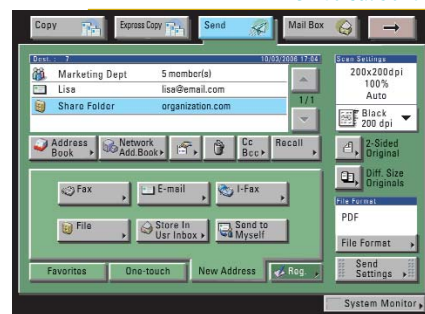 Copy
Express Copy
Send
Mail Box
Dest. : 7
10/03/2006 17:04
Marketing Dept 5 member(s)
Lisa lisa@email.com
Share Folder organization.com
1/1
Scan Settings
200x200dpi
100%
Auto
Black
200 dpi
Address Book
Network Add.Book
Cc
Bcc
Recall
2-Sided
Original
Diff. Size
Originals
Fax
E-mail
I-Fax
File
Store In
Usr Inbox
Send to
Myself
File Format
PDF
File Format
Favorites
One-touch
New Address
Reg.
Send
Settings
System Monitor